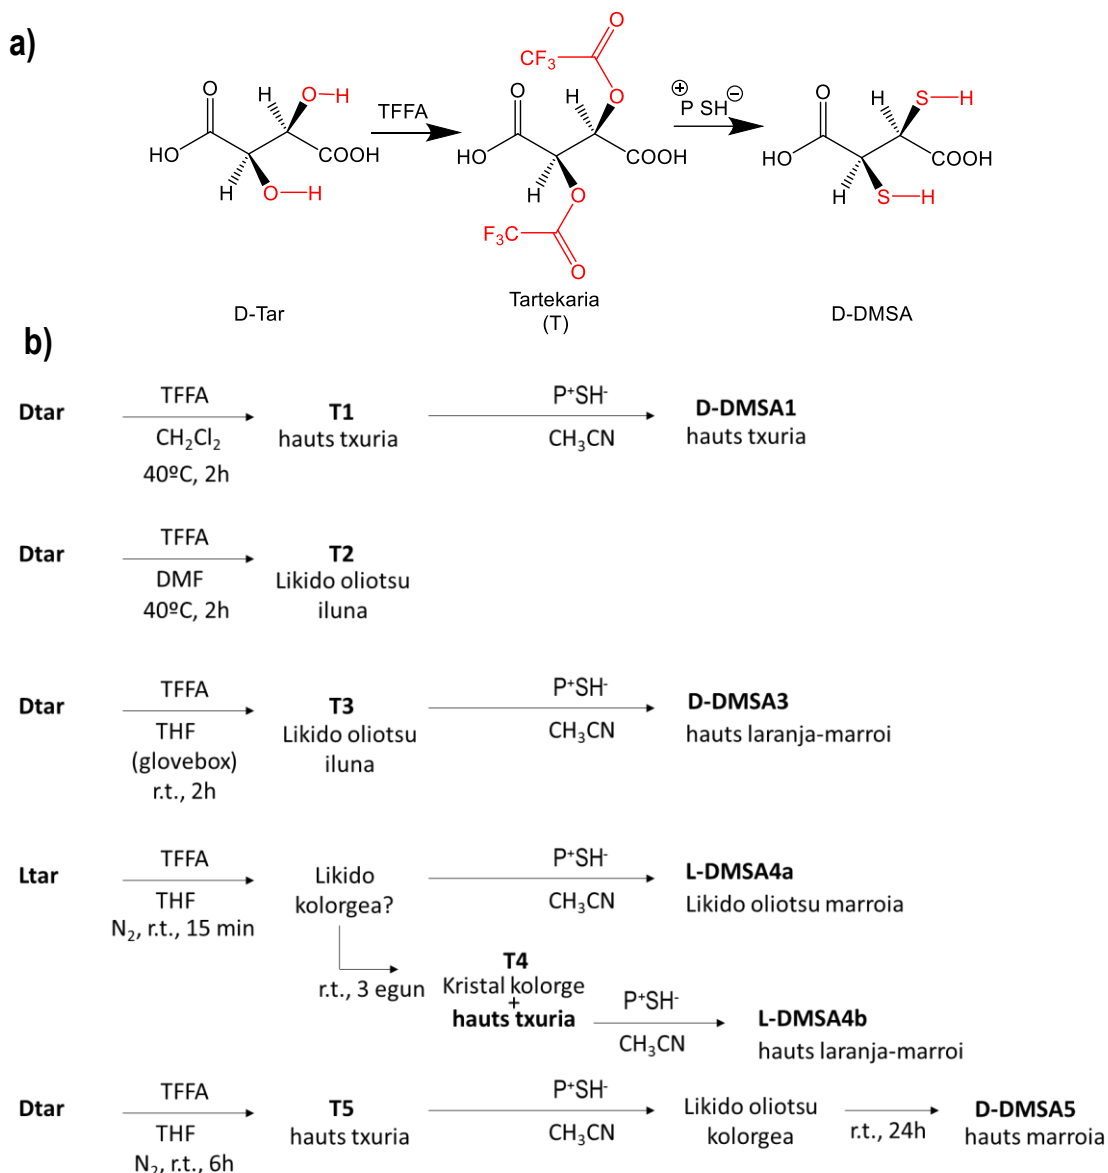 a)
O
H
O
H
HO
COOH
H
O
H
D-Tar
TFFA
O
CF3
O
O
H
HO
COOH
H
O
F3C
O
Tartekaria
(T)
⊕ ⊖
P SH
O
H
S
H
HO
COOH
H
S
H
D-DMSA
b)
Dtar
TFFA
CH2Cl2
40ºC, 2h
T1
hauts txuria
P+SH-
CH3CN
D-DMSA1
hauts txuria
Dtar
TFFA
DMF
40ºC, 2h
T2
Likido oliotsu
iluna
Dtar
TFFA
THF
(glovebox)
r.t., 2h
T3
Likido oliotsu
iluna
P+SH-
CH3CN
D-DMSA3
hauts laranja-marroi
Ltar
TFFA
THF
N2, r.t., 15 min
Likido
kolorgea?
P+SH-
CH3CN
L-DMSA4a
Likido oliotsu marroia
r.t., 3 egun
T4
Kristal kolorge
+
hauts txuria
P+SH-
CH3CN
L-DMSA4b
hauts laranja-marroi
Dtar
TFFA
THF
N2, r.t., 6h
T5
hauts txuria
P+SH-
CH3CN
Likido oliotsu
kolorgea
r.t., 24h
D-DMSA5
hauts marroia